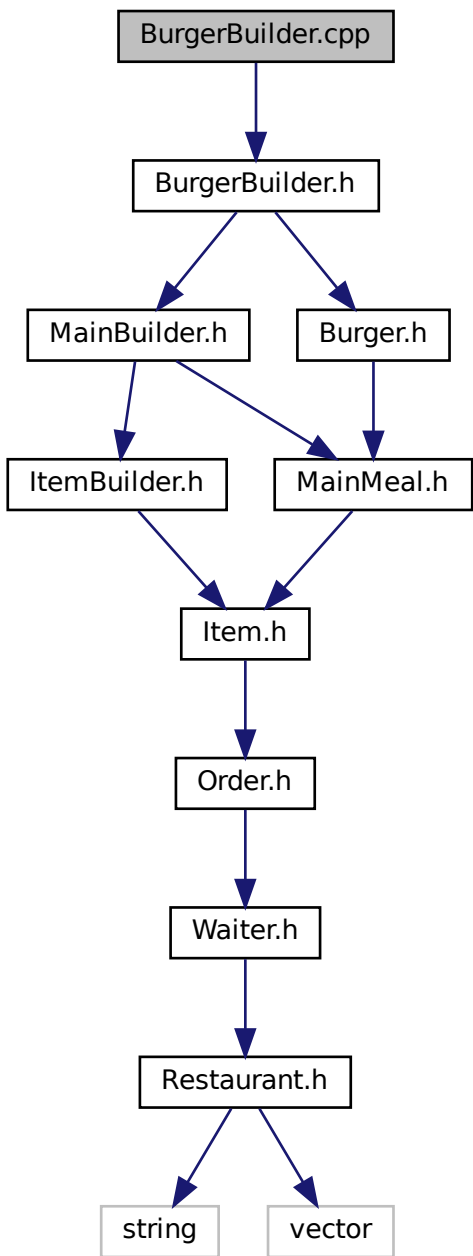 BurgerBuilder.cpp
BurgerBuilder.h
MainBuilder.h
Burger.h
ItemBuilder.h
MainMeal.h
Item.h
Order.h
Waiter.h
Restaurant.h
string
vector